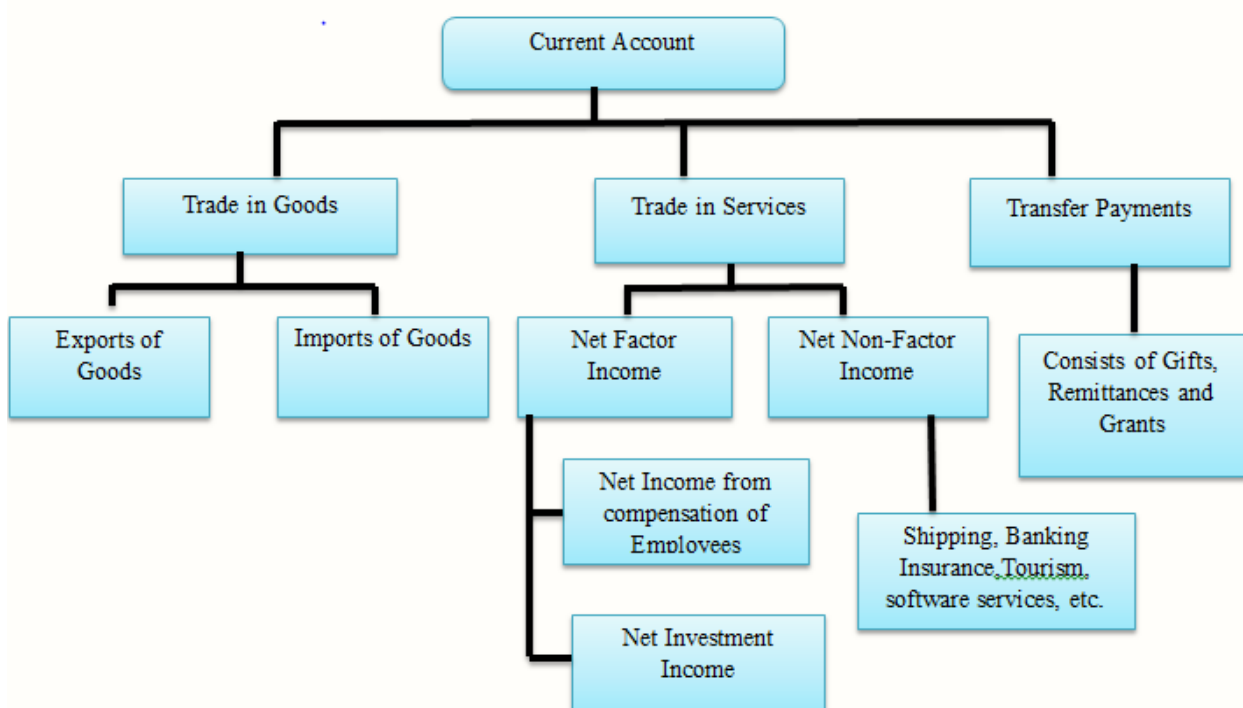 Current Account
Trade in Goods
Trade in Services
Transfer Payments
Exports of
Goods
Imports of Goods
Net Factor
Income
Net Non-Factor
Income
Consists of Gifts,
Remittances and
Grants
Net Income from
compensation of
Employees
Shipping, Banking
Insurance,Tourism,
software services, etc.
Net Investment
Income